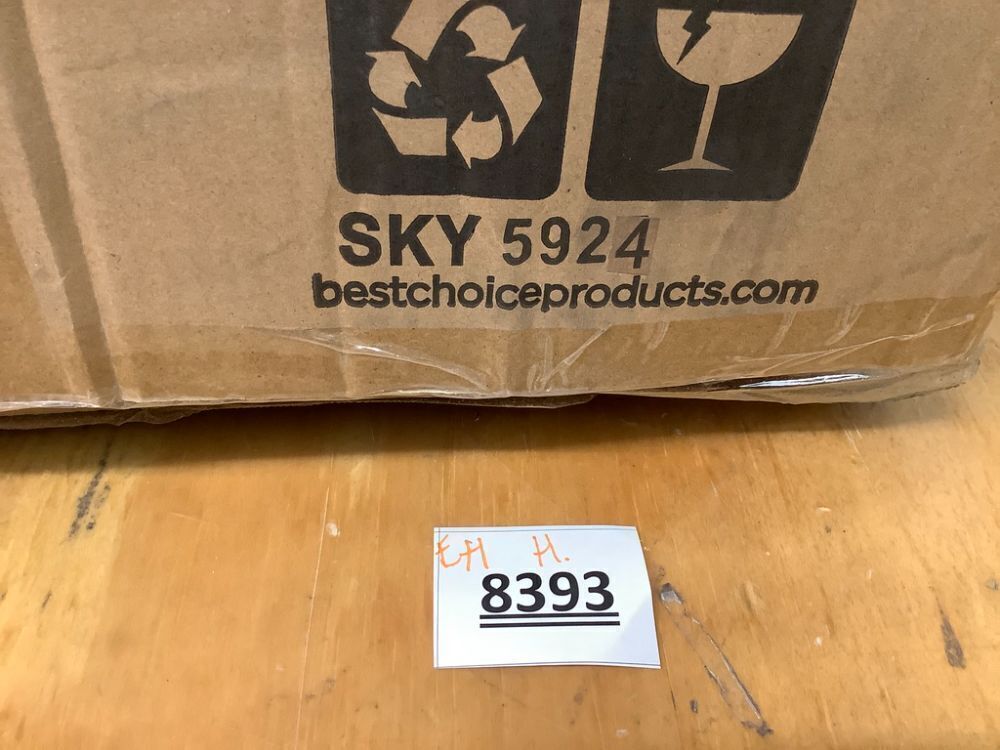 SKY 5924
bestchoiceproducts.com
H.
8393